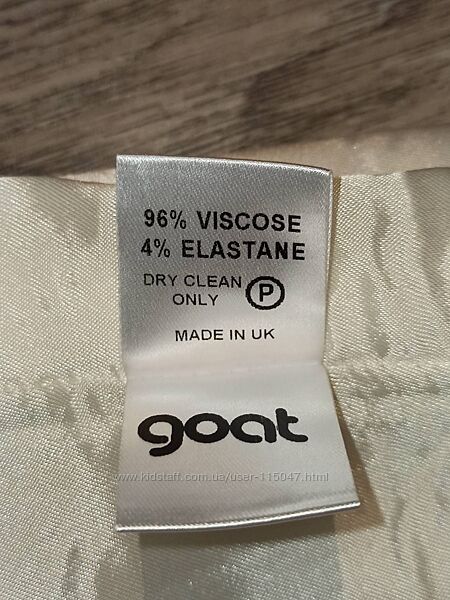 96% VISCOSE
4% ELASTANE
DRY CLEAN
ONLY P
MADE IN UK
goat
www.kidstaff.com.ua/user-115047.html